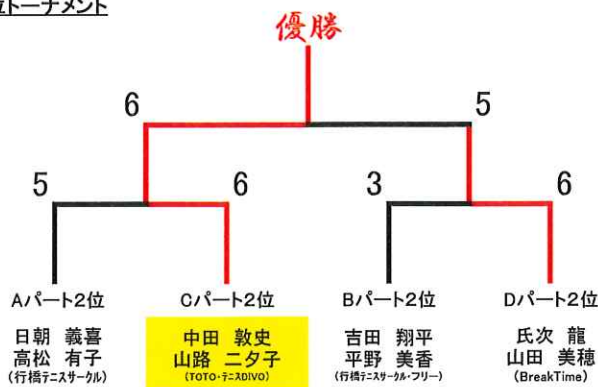 位トーナメント
優勝
6 5
5 6 3 6
Aパート2位 Cパート2位 Bパート2位 Dパート2位
日朝 義喜 中田 敦史 吉田 翔平 氏次 龍
高松 有子 山路 二タ子 平野 美香 山田 美穂
(行橋テニスサークル) (TOTO・テニスDIVO) (行橋テニスサークル・フリー) (BreakTime)